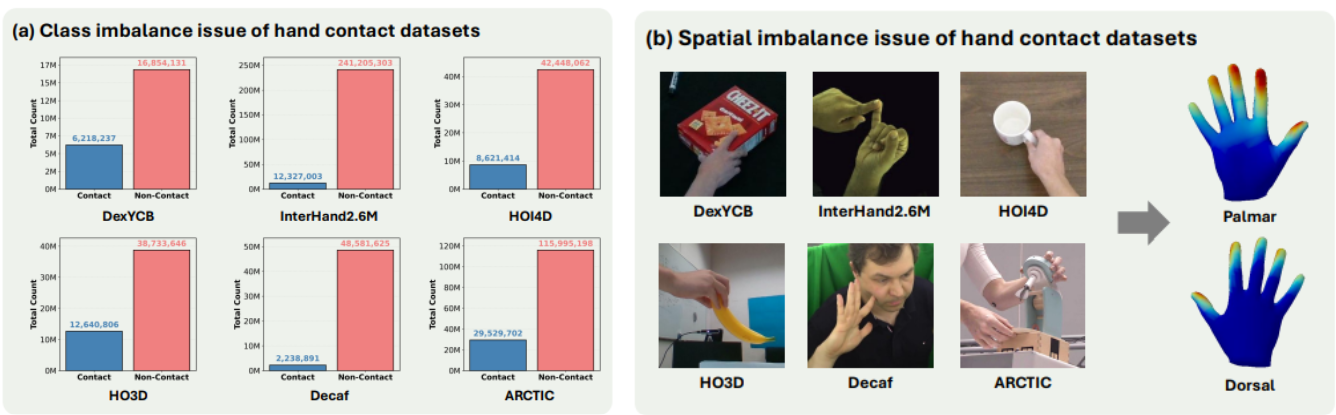 (a) Class imbalance issue of hand contact datasets
Total Count
17M
15M
12M
10M
7M
5M
2M
0M
6,218,237
16,854,131
Contact
Non-Contact
DexYCB
Total Count
250M
200M
150M
100M
50M
0M
12,327,003
241,205,303
Contact
Non-Contact
InterHand2.6M
Total Count
40M
30M
20M
10M
0M
8,621,414
42,448,062
Contact
Non-Contact
HOI4D
Total Count
40M
30M
20M
10M
0M
12,640,806
38,733,646
Contact
Non-Contact
HO3D
Total Count
50M
40M
30M
20M
10M
0M
2,238,891
48,581,625
Contact
Non-Contact
Decaf
Total Count
120M
100M
80M
60M
40M
20M
0M
29,529,702
115,995,198
Contact
Non-Contact
ARCTIC
(b) Spatial imbalance issue of hand contact datasets
CHEEZ IT
DexYCB
InterHand2.6M
HOI4D
HO3D
Decaf
ARCTIC
Palmar
Dorsal